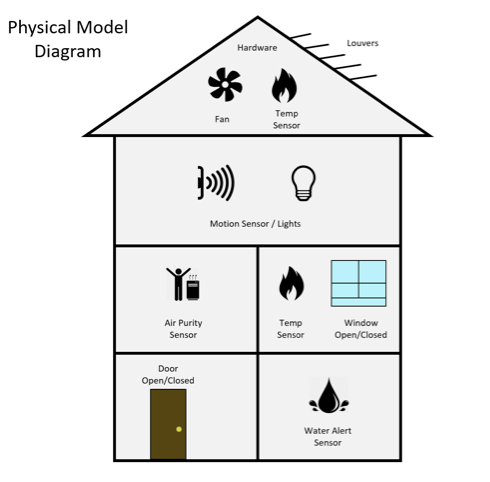 Physical Model
Diagram
Hardware
Louvers
Fan
Temp
Sensor
Motion Sensor / Lights
Air Purity
Sensor
Temp
Sensor
Window
Open/Closed
Door
Open/Closed
Water Alert
Sensor